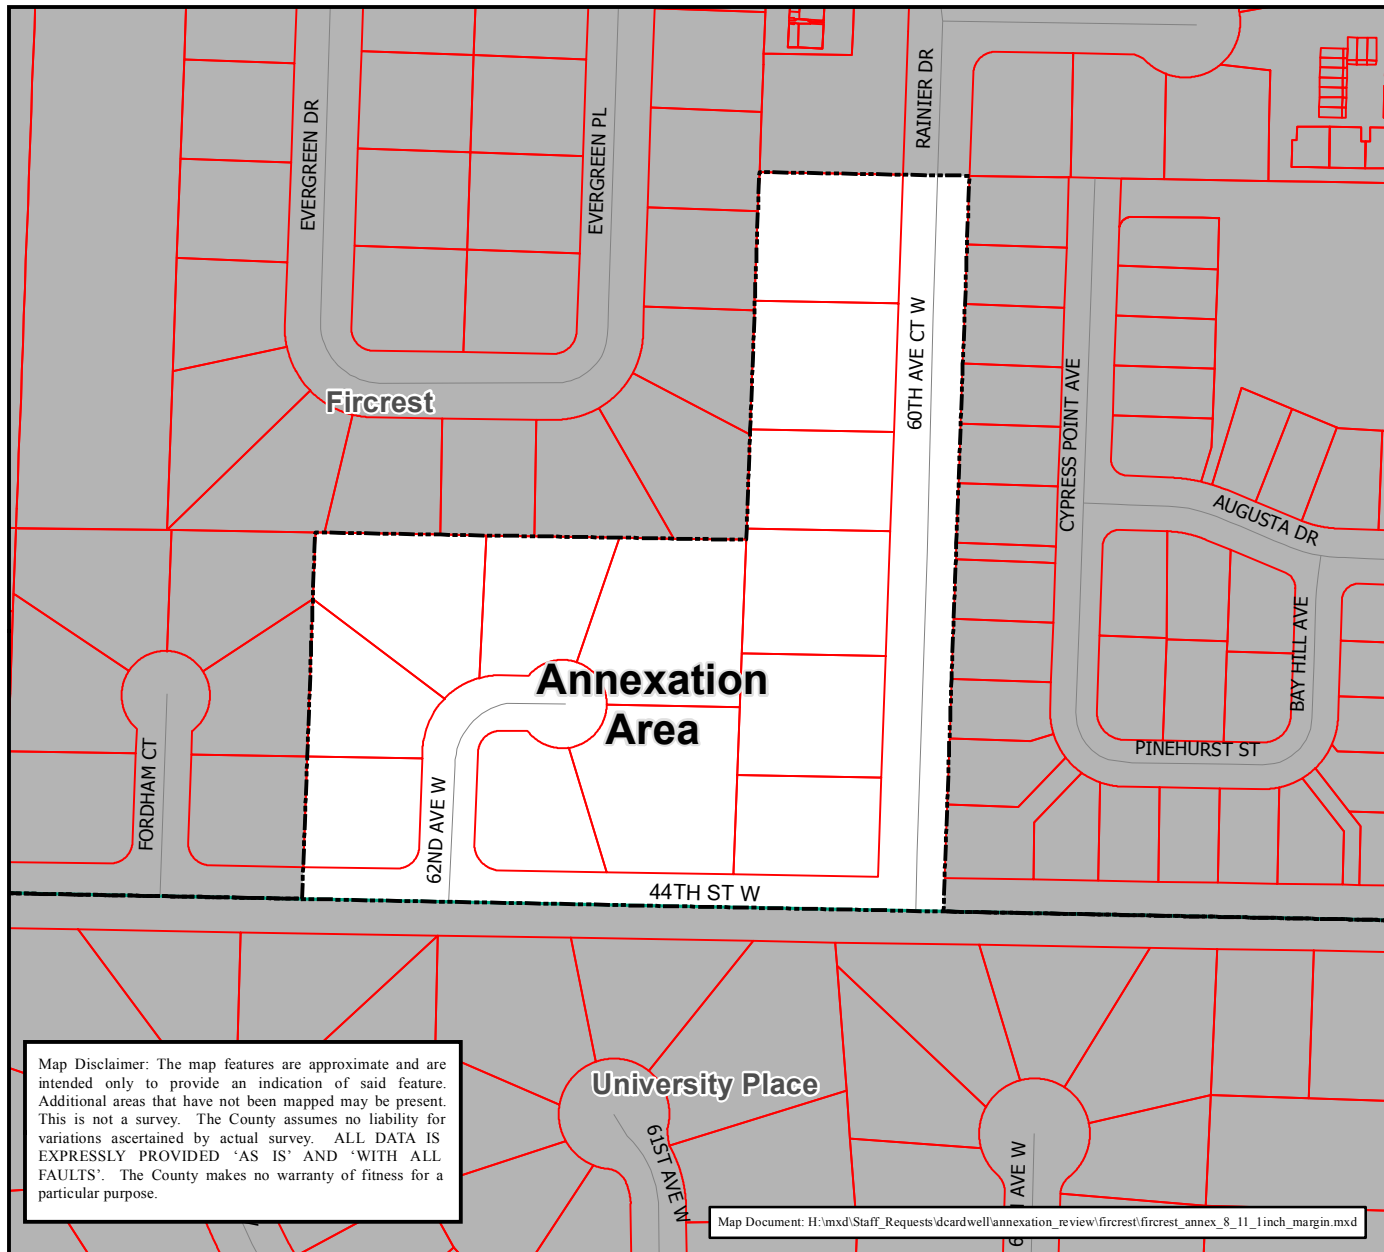 RAINIER DR
EVERGREEN DR
EVERGREEN PL
60TH AVE CT W
CYPRESS POINT AVE
Fircrest
AUGUSTA DR
BAY HILL AVE
Annexation
Area
PINEHURST ST
FORDHAM CT
62ND AVE W
44TH ST W
University Place
61ST AVE W
AVE W
Map Disclaimer: The map features are approximate and are
intended only to provide an indication of said feature.
Additional areas that have not been mapped may be present.
This is not a survey. The County assumes no liability for
variations ascertained by actual survey. ALL DATA IS
EXPRESSLY PROVIDED ‘AS IS’ AND ‘WITH ALL
FAULTS’. The County makes no warranty of fitness for a
particular purpose.
Map Document: H:\mxd\Staff_Requests\dcardwell\annexation_review\fircrest\fircrest_annex_8_11_1inch_margin.mxd